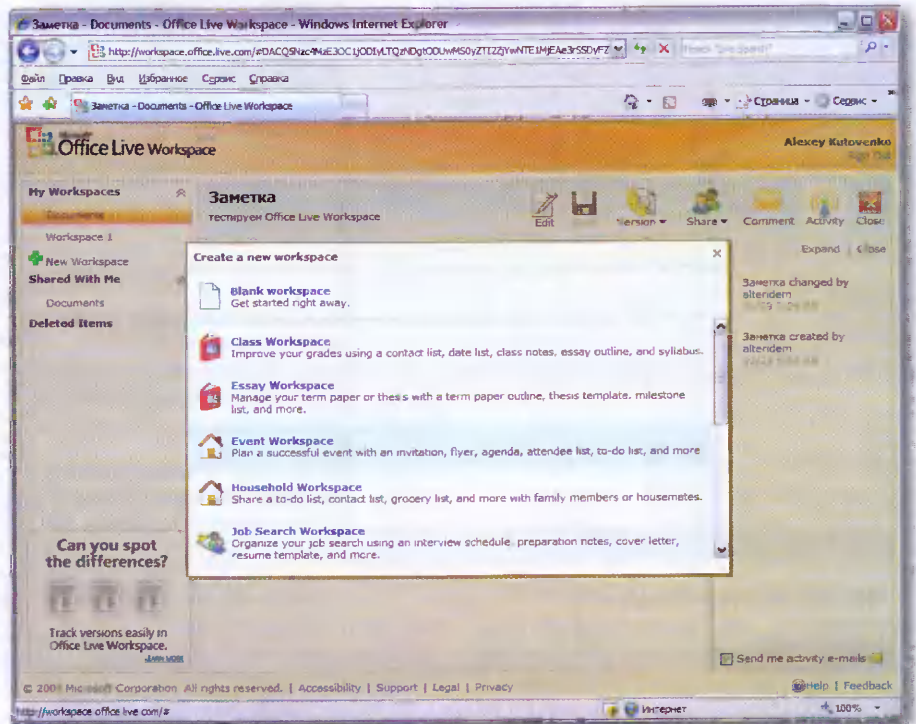 Заметка - Documents - Office Live Workspace - Windows Internet Explorer
Файл Правка Вид Избранное Сервис Справка
Заметка - Documents - Office Live Workspace
Страница Сервис
Office Live Workspace
Alexey Kutovenko
Sign Out
My Workspaces
Documents
Workspace 1
New Workspace
Shared With Me
Documents
Deleted Items
Заметка
тестируем Office Live Workspace
Edit Version Share Comment Activity Close
Expand | Close
Заметка changed by
alteridem
Заметка created by
alteridem
Create a new workspace
Blank workspace
Get started right away.
Class Workspace
Improve your grades using a contact list, date list, class notes, essay outline, and syllabus.
Essay Workspace
Manage your term paper or thesis with a term paper outline, thesis template, milestone
list, and more.
Event Workspace
Plan a successful event with an invitation, flyer, agenda, attendee list, to-do list, and more
Household Workspace
Share a to-do list, contact list, grocery list, and more with family members or housemates.
Job Search Workspace
Organize your job search using an interview schedule, preparation notes, cover letter,
resume template, and more.
Can you spot
the differences?
Track versions easily in
Office Live Workspace.
Send me activity e-mails
Corporation. All rights reserved. | Accessibility | Support | Legal | Privacy
Help | Feedback
http://workspace.office.live.com/#
Интернет
100%